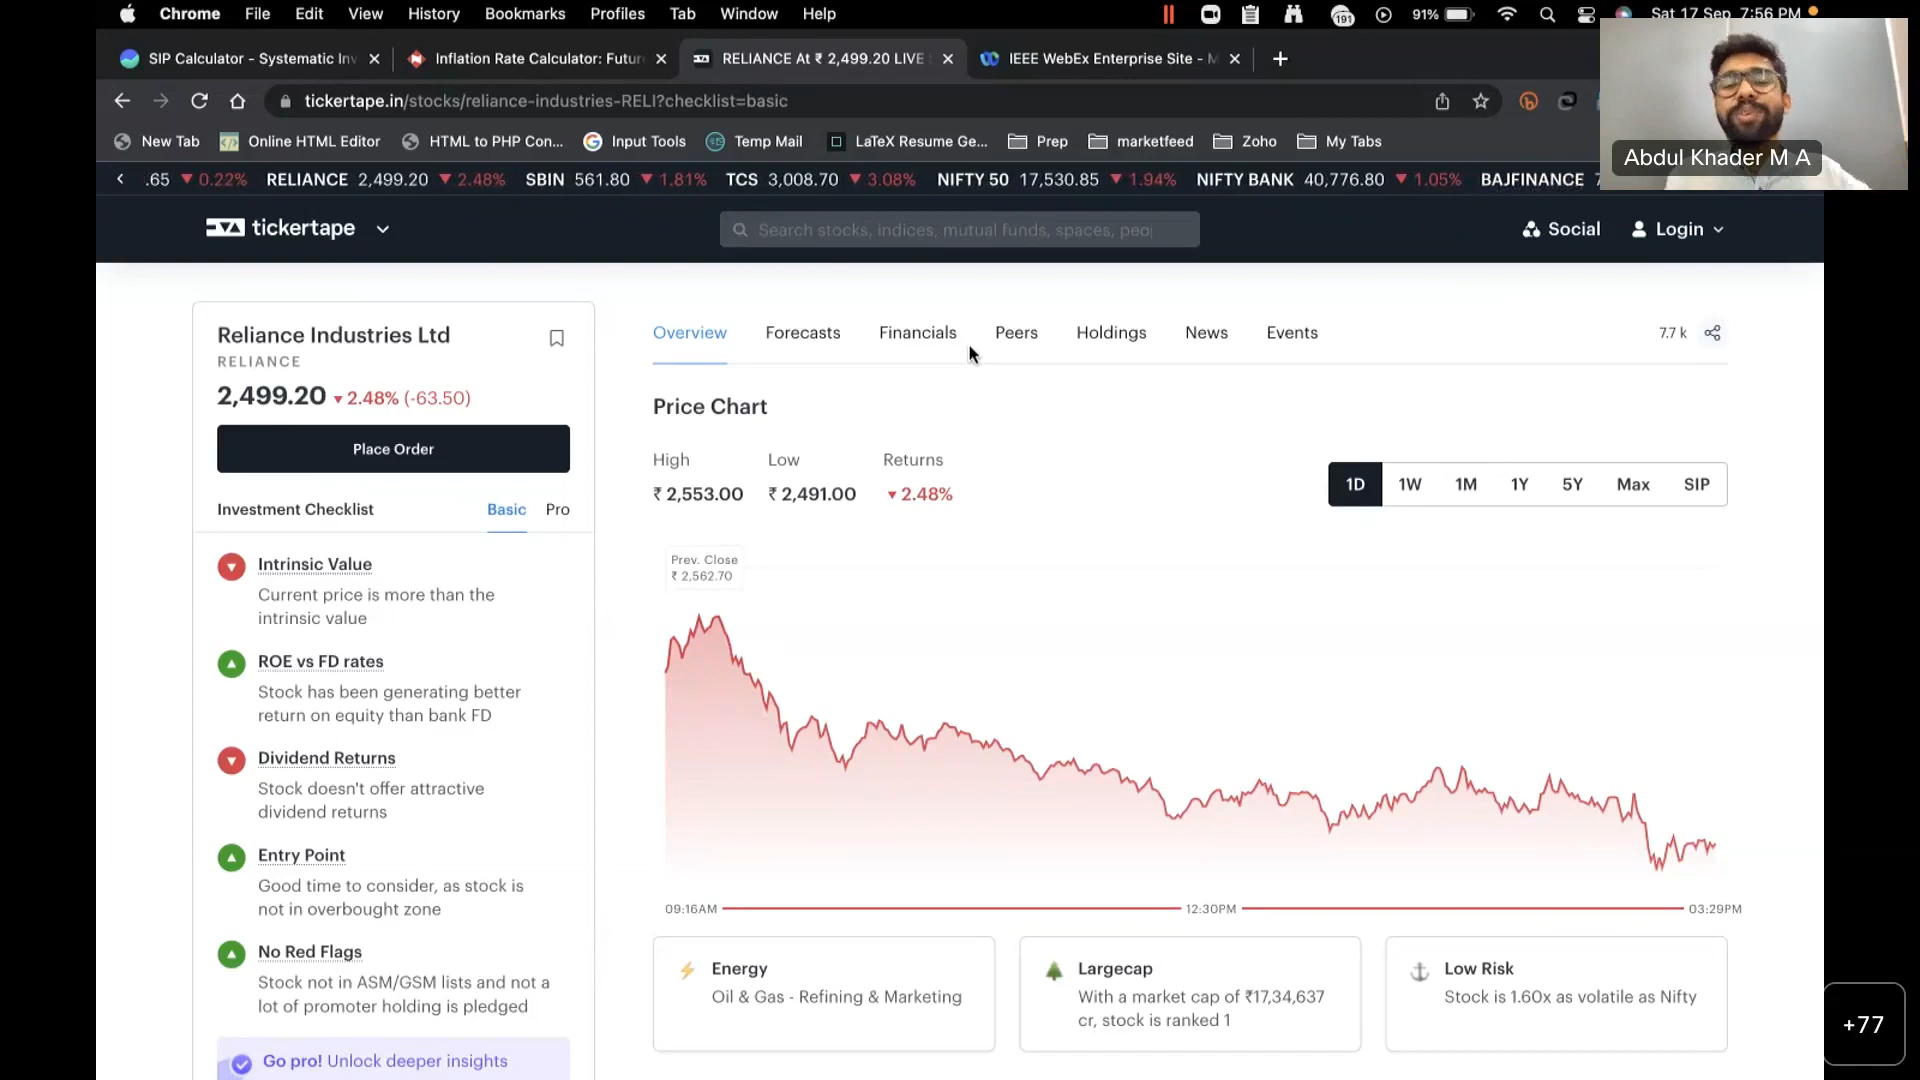 Chrome File Edit View History Bookmarks Profiles Tab Window Help
191 91% Sat 17 Sep 7:56 PM
SIP Calculator - Systematic Inv
Inflation Rate Calculator: Futur
RELIANCE At ₹ 2,499.20 LIVE
IEEE WebEx Enterprise Site - M
tickertape.in/stocks/reliance-industries-RELI?checklist=basic
New Tab Online HTML Editor HTML to PHP Con... Input Tools Temp Mail LaTeX Resume Ge... Prep marketfeed Zoho My Tabs
Abdul Khader M A
.65 ▼ 0.22% RELIANCE 2,499.20 ▼ 2.48% SBIN 561.80 ▼ 1.81% TCS 3,008.70 ▼ 3.08% NIFTY 50 17,530.85 ▼ 1.94% NIFTY BANK 40,776.80 ▼ 1.05% BAJFINANCE
tickertape
Search stocks, indices, mutual funds, spaces, peo
Social Login
Reliance Industries Ltd
RELIANCE
2,499.20 ▼ 2.48% (-63.50)
Place Order
Investment Checklist Basic Pro
Intrinsic Value
Current price is more than the
intrinsic value
ROE vs FD rates
Stock has been generating better
return on equity than bank FD
Dividend Returns
Stock doesn't offer attractive
dividend returns
Entry Point
Good time to consider, as stock is
not in overbought zone
No Red Flags
Stock not in ASM/GSM lists and not a
lot of promoter holding is pledged
Go pro! Unlock deeper insights
Overview Forecasts Financials Peers Holdings News Events
7.7 k
Price Chart
High Low Returns
₹ 2,553.00 ₹ 2,491.00 ▼ 2.48%
1D 1W 1M 1Y 5Y Max SIP
Prev. Close
₹ 2,562.70
09:16AM 12:30PM 03:29PM
Energy
Oil & Gas - Refining & Marketing
Largecap
With a market cap of ₹17,34,637
cr, stock is ranked 1
Low Risk
Stock is 1.60x as volatile as Nifty
+77